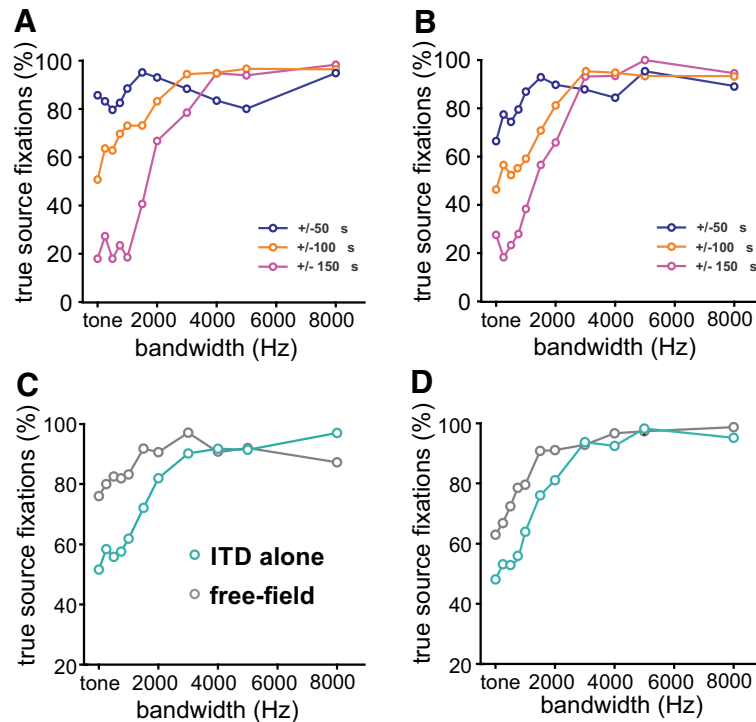 A
true source fixations (%)
100
80
60
40
20
0
+/-50 s
+/-100 s
+/- 150 s
tone 2000 4000 6000 8000
bandwidth (Hz)
B
true source fixations (%)
100
80
60
40
20
0
+/-50 s
+/-100 s
+/- 150 s
tone 2000 4000 6000 8000
bandwidth (Hz)
C
true source fixations (%)
100
80
60
40
20
ITD alone
free-field
tone 2000 4000 6000 8000
bandwidth (Hz)
D
true source fixations (%)
100
80
60
40
20
tone 2000 4000 6000 8000
bandwidth (Hz)